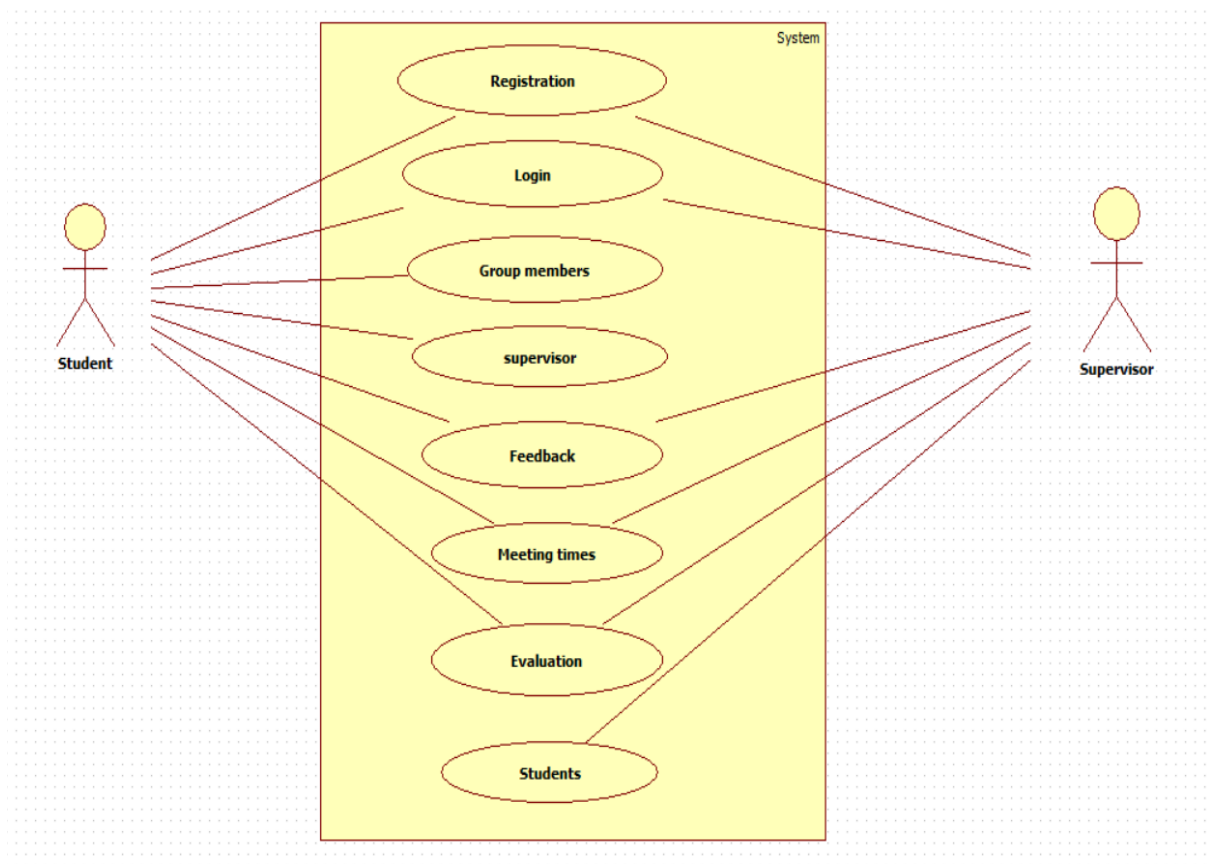 System
Registration
Login
Group members
supervisor
Feedback
Meeting times
Evaluation
Students
Student
Supervisor